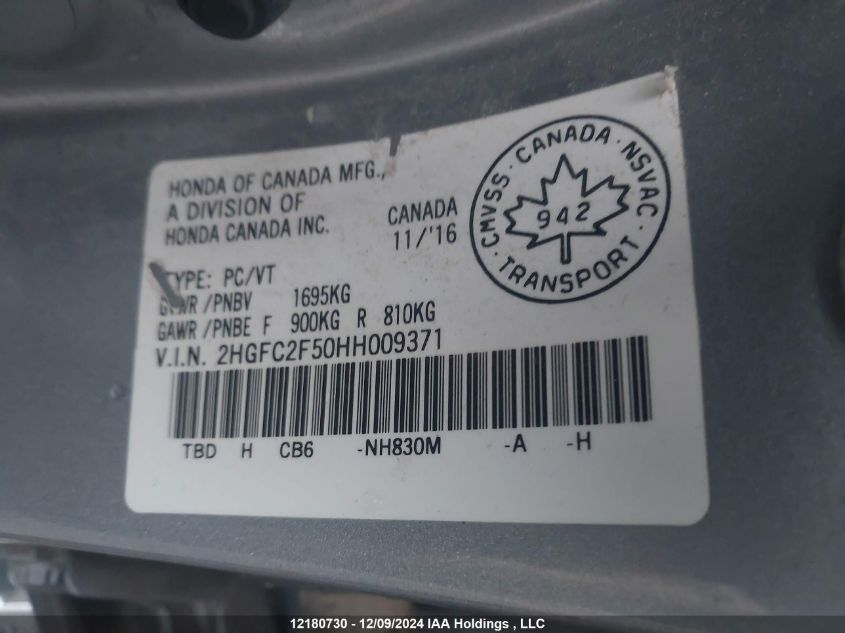 HONDA OF CANADA MFG.,
A DIVISION OF
HONDA CANADA INC.
CANADA
11/'16
CMVSS · CANADA · NSVAC · TRANSPORT ·
942
TYPE: PC/VT
GVWR/PNBV 1695KG
GAWR/PNBE F 900KG R 810KG
V.I.N. 2HGFC2F50HH009371
TBD H CB6 -NH830M -A -H
12180730 - 12/09/2024 IAA Holdings , LLC